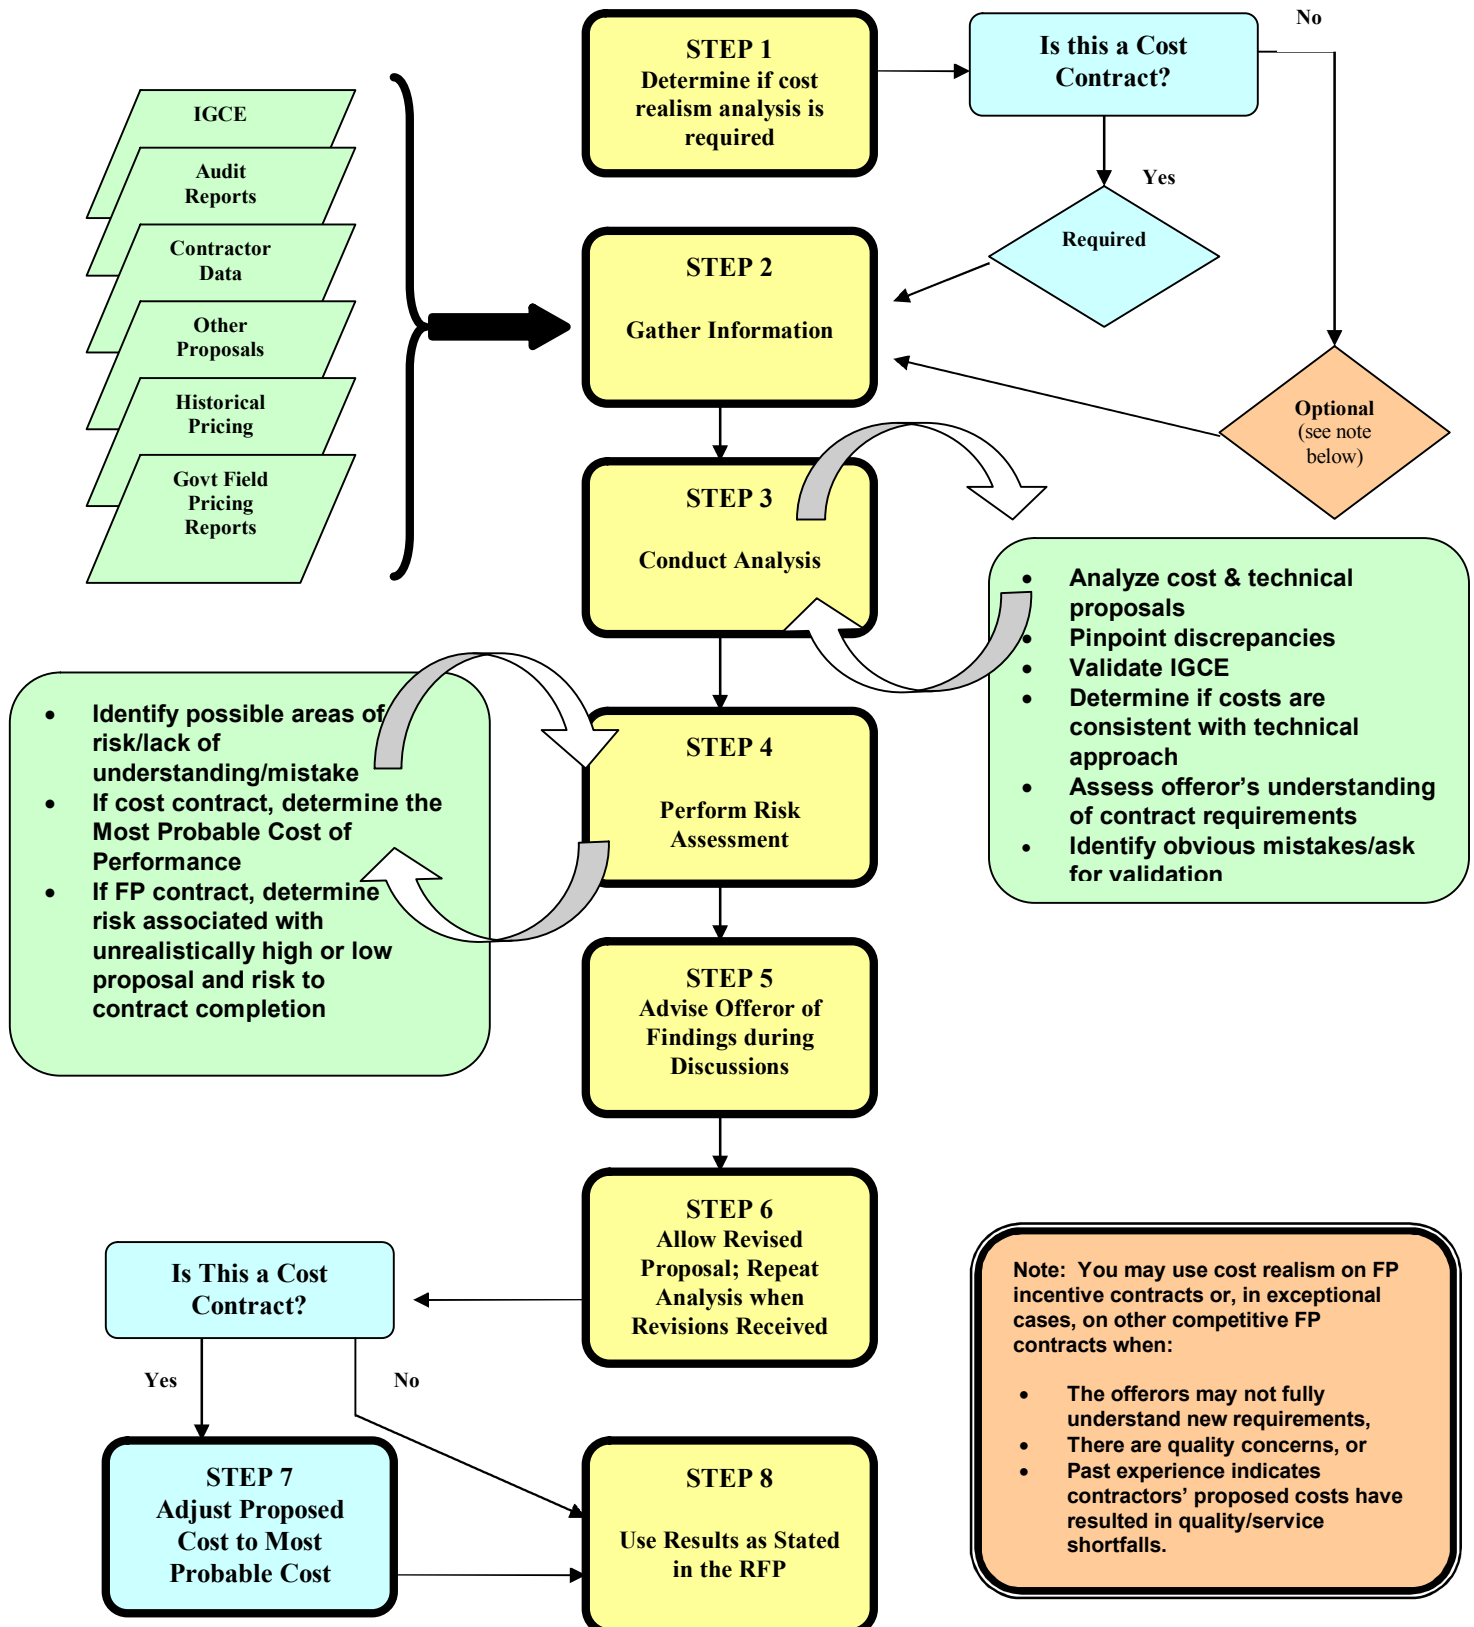 STEP 1
Determine if cost
realism analysis is
required
Is this a Cost
Contract?
No
Yes
Required
Optional
(see note
below)
IGCE
Audit
Reports
Contractor
Data
Other
Proposals
Historical
Pricing
Govt Field
Pricing
Reports
STEP 2
Gather Information
STEP 3
Conduct Analysis
• Analyze cost & technical
proposals
• Pinpoint discrepancies
• Validate IGCE
• Determine if costs are
consistent with technical
approach
• Assess offeror’s understanding
of contract requirements
• Identify obvious mistakes/ask
for validation
• Identify possible areas of
risk/lack of
understanding/mistake
• If cost contract, determine the
Most Probable Cost of
Performance
• If FP contract, determine
risk associated with
unrealistically high or low
proposal and risk to
contract completion
STEP 4
Perform Risk
Assessment
STEP 5
Advise Offeror of
Findings during
Discussions
STEP 6
Allow Revised
Proposal; Repeat
Analysis when
Revisions Received
Is This a Cost
Contract?
Yes
No
STEP 7
Adjust Proposed
Cost to Most
Probable Cost
STEP 8
Use Results as Stated
in the RFP
Note: You may use cost realism on FP
incentive contracts or, in exceptional
cases, on other competitive FP
contracts when:
• The offerors may not fully
understand new requirements,
• There are quality concerns, or
• Past experience indicates
contractors’ proposed costs have
resulted in quality/service
shortfalls.